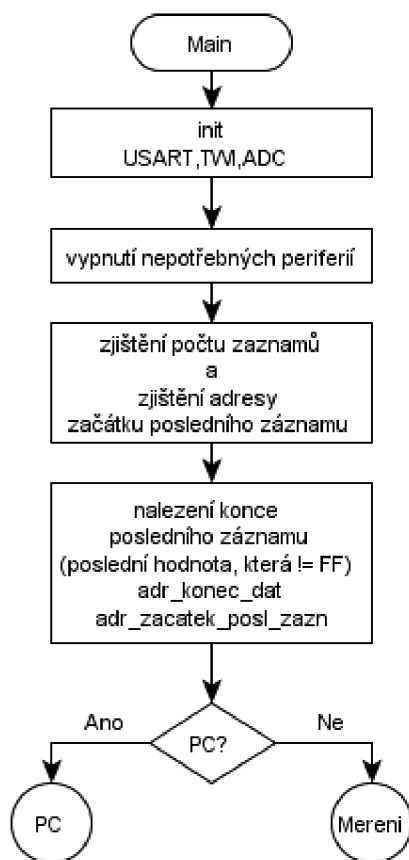 Main
init
USART,TWI,ADC
vypnutí nepotřebných periferií
zjištění počtu zaznamů
a
zjištění adresy
začátku posledního záznamu
nalezení konce
posledního záznamu
(poslední hodnota, která != FF)
adr_konec_dat
adr_zacatek_posl_zazn
Ano
PC?
Ne
PC
Mereni